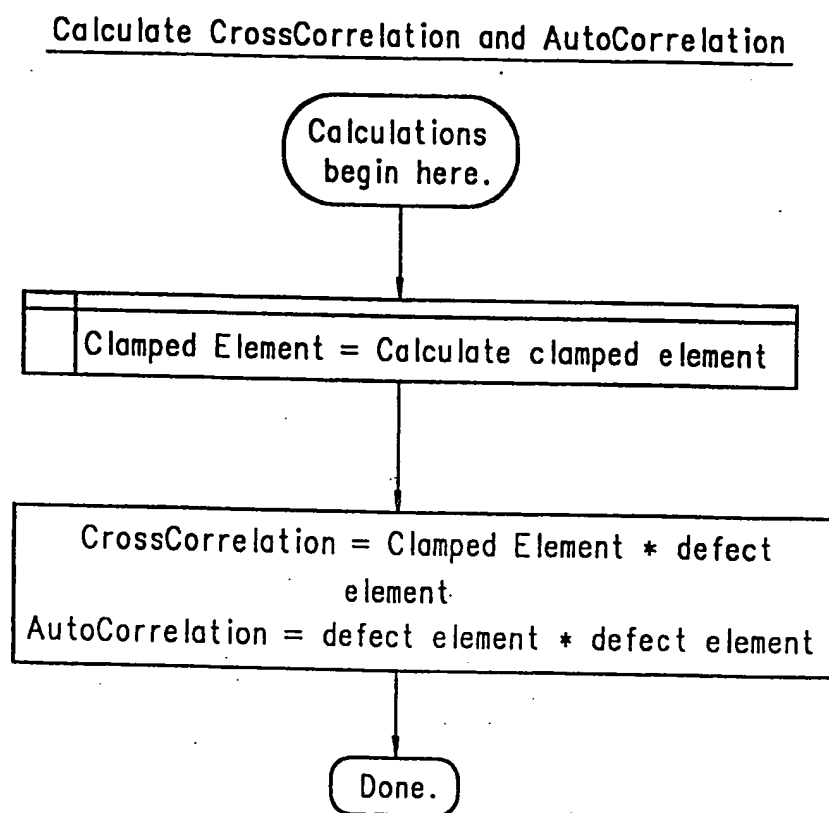 Calculate CrossCorrelation and AutoCorrelation
Calculations
begin here.
Clamped Element = Calculate clamped element
CrossCorrelation = Clamped Element * defect
element
AutoCorrelation = defect element * defect element
Done.